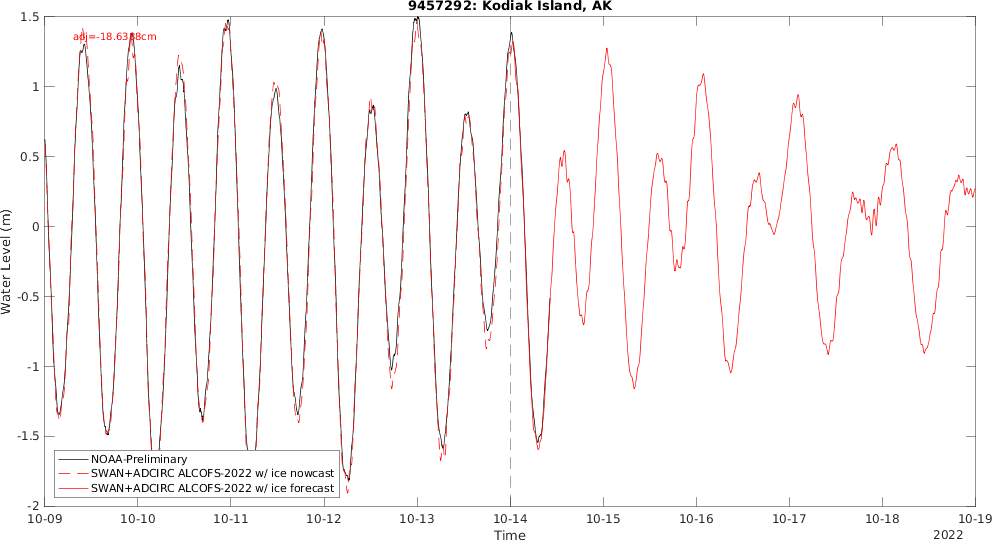 9457292: Kodiak Island, AK
1.5
adj=-18.6388cm
1
0.5
0
-0.5
-1
-1.5
-2
Water Level (m)
NOAA-Preliminary
SWAN+ADCIRC ALCOFS-2022 w/ ice nowcast
SWAN+ADCIRC ALCOFS-2022 w/ ice forecast
10-09 10-10 10-11 10-12 10-13 10-14 10-15 10-16 10-17 10-18 10-19
Time
2022